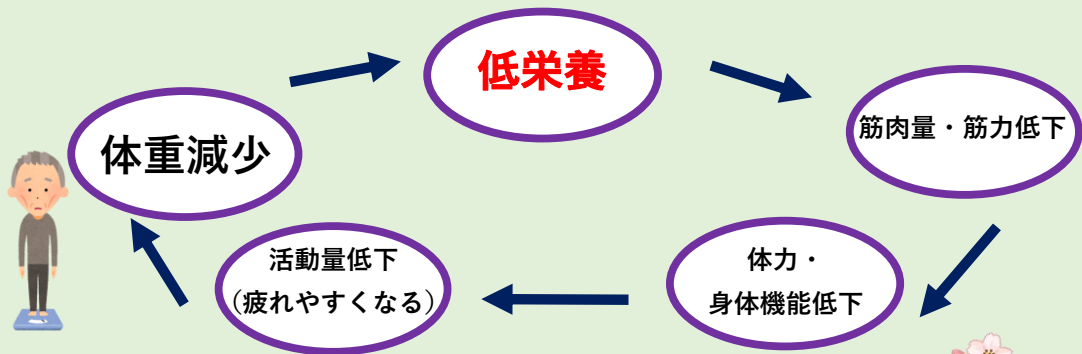 低栄養
筋肉量・筋力低下
体力・
身体機能低下
活動量低下
（疲れやすくなる）
体重減少